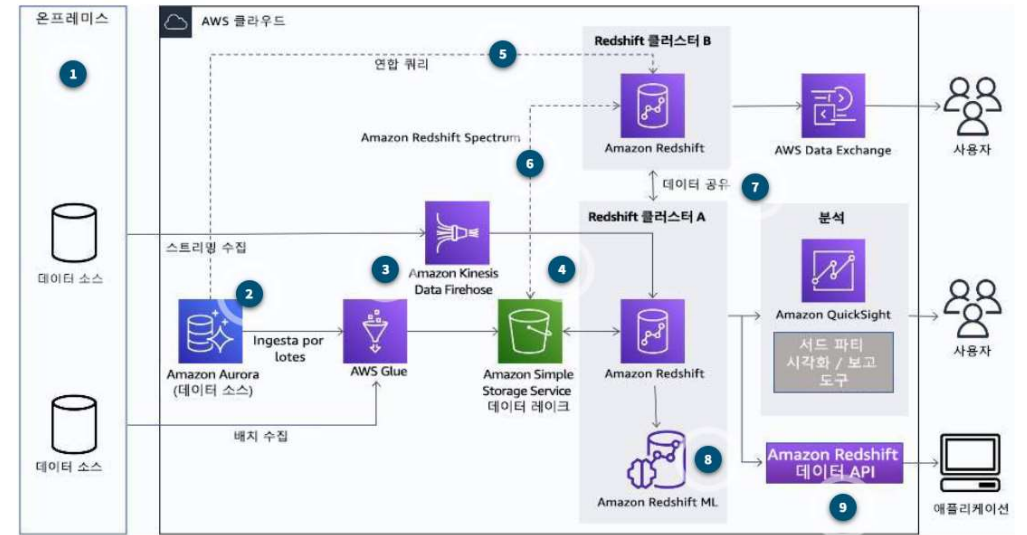 온프레미스
1
AWS 클라우드
Redshift 클러스터 B
5
연합 쿼리
Amazon Redshift Spectrum
6
Amazon Redshift
AWS Data Exchange
사용자
데이터 공유
7
Redshift 클러스터 A
분석
데이터 소스
스트리밍 수집
3
Amazon Kinesis
Data Firehose
4
2
Amazon Aurora
(데이터 소스)
Ingesta por
lotes
AWS Glue
Amazon Simple
Storage Service
데이터 레이크
Amazon Redshift
Amazon QuickSight
서드 파티
시각화 / 보고
도구
사용자
데이터 소스
배치 수집
8
Amazon Redshift ML
Amazon Redshift
데이터 API
9
애플리케이션